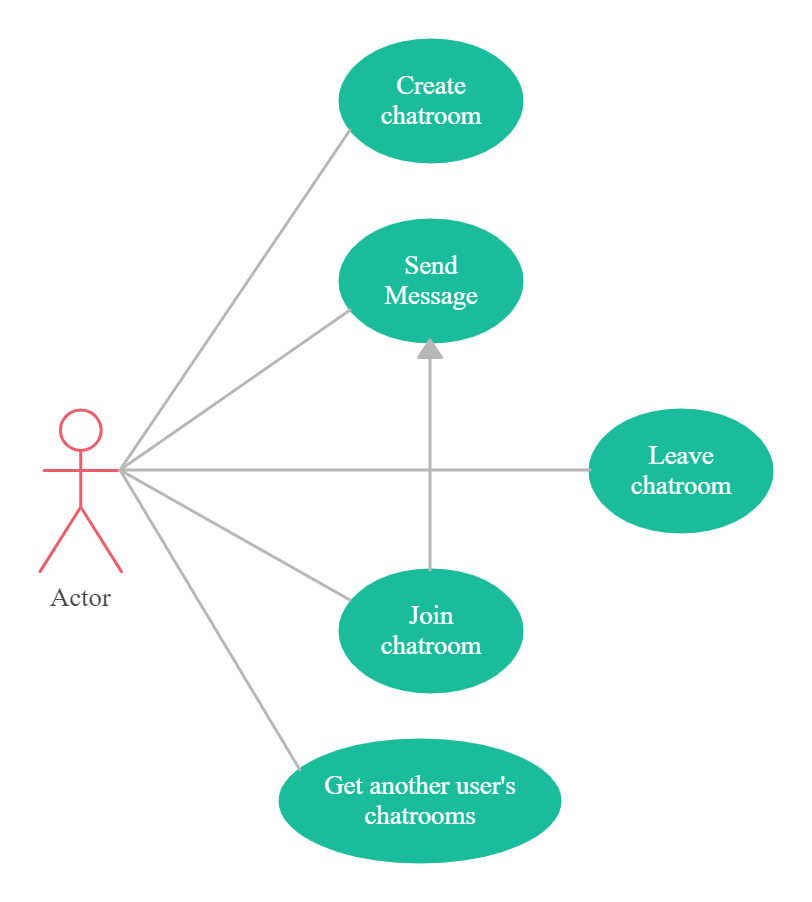 Create
chatroom
Send
Message
Leave
chatroom
Actor
Join
chatroom
Get another user's
chatrooms